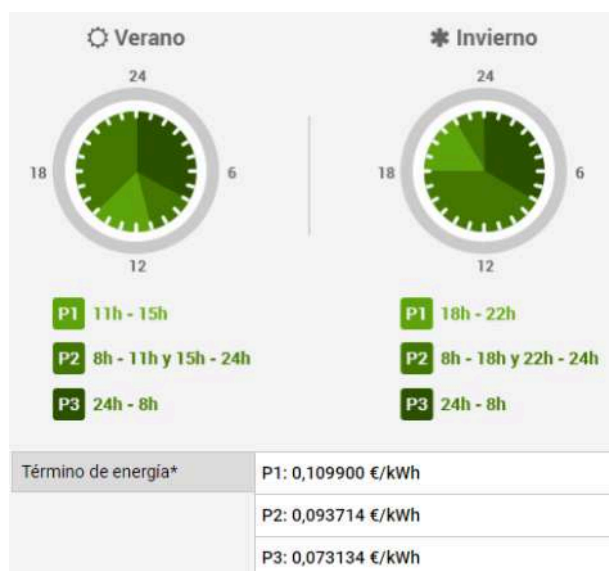 Verano
24
18
6
12
P1 11h - 15h
P2 8h - 11h y 15h - 24h
P3 24h - 8h
Invierno
24
18
6
12
P1 18h - 22h
P2 8h - 18h y 22h - 24h
P3 24h - 8h
Término de energía*
P1: 0,109900 €/kWh
P2: 0,093714 €/kWh
P3: 0,073134 €/kWh